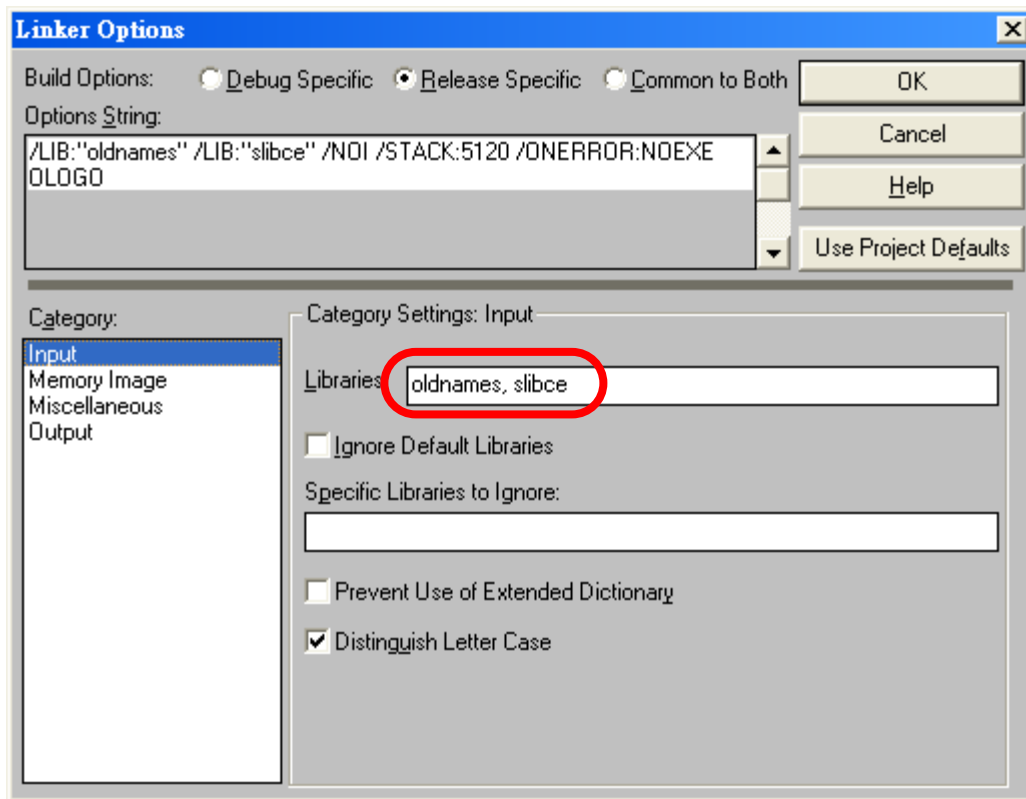 Linker Options
Build Options: Debug Specific Release Specific Common to Both
OK
Options String:
/LIB:"oldnames" /LIB:"slibce" /NOI /STACK:5120 /ONERROR:NOEXE
OLOGO
Cancel
Help
Use Project Defaults
Category:
Input
Memory Image
Miscellaneous
Output
Category Settings: Input
Libraries oldnames, slibce
Ignore Default Libraries
Specific Libraries to Ignore:
Prevent Use of Extended Dictionary
Distinguish Letter Case